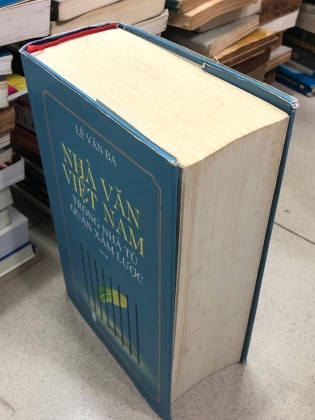 LÊ VĂN BA
NHÀ VĂN
VIỆT NAM
TRONG NHÀ TÙ
QUÂN XÂM LƯỢC